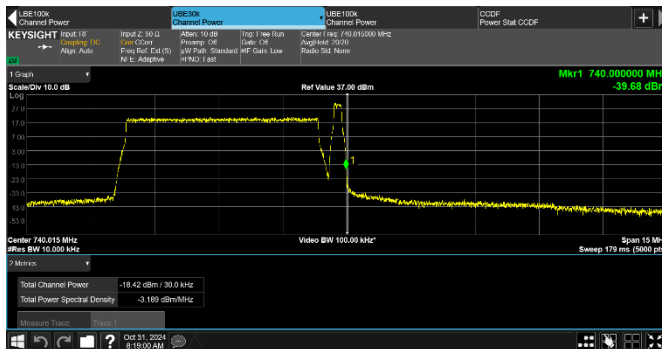 LBE100k
Channel Power
UBE30k
Channel Power
UBE100k
Channel Power
CCDF
Power Stat CCDF
+
KEYSIGHT
Input: RF
Coupling: DC
Align: Auto
Input Z: 50 Ω
Corr CCorr
Freq Ref: Ext (S)
NFE: Adaptive
Atten: 10 dB
Preamp: Off
µW Path: Standard
#PNO: Fast
Trig: Free Run
Gate: Off
#IF Gain: Low
Center Freq: 740.015000 MHz
Avg|Hold: 20/20
Radio Std: None
1 Graph
Scale/Div 10.0 dB
Ref Value 37.00 dBm
Mkr1 740.000000 MH
-39.68 dBr
Log
27.0
17.0
7.00
-3.00
-13.0
-23.0
-33.0
-43.0
-53.0
1
Center 740.015 MHz
#Res BW 10.000 kHz
Video BW 100.00 kHz*
Span 15 MH
Sweep 179 ms (5000 pts
2 Metrics
Total Channel Power
-18.42 dBm / 30.0 kHz
Total Power Spectral Density
-3.189 dBm/MHz
Measure Trace
Trace 1
?
Oct 31, 2024
8:19:00 AM